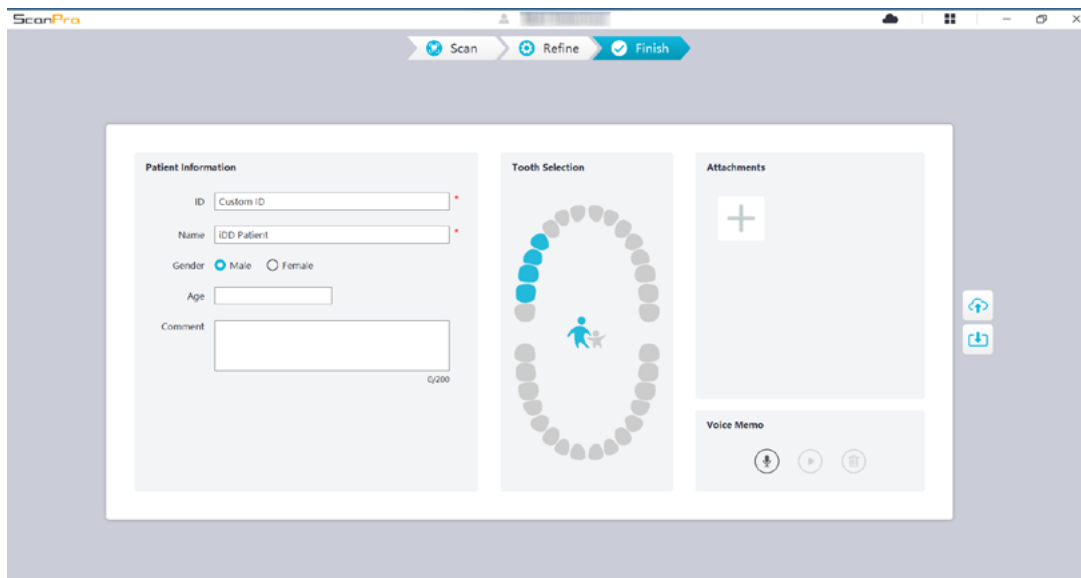 ScanPro
Scan Refine Finish
Patient Information
ID Custom ID *
Name iDD Patient *
Gender Male Female
Age
Comment
0/200
Tooth Selection
Attachments
Voice Memo